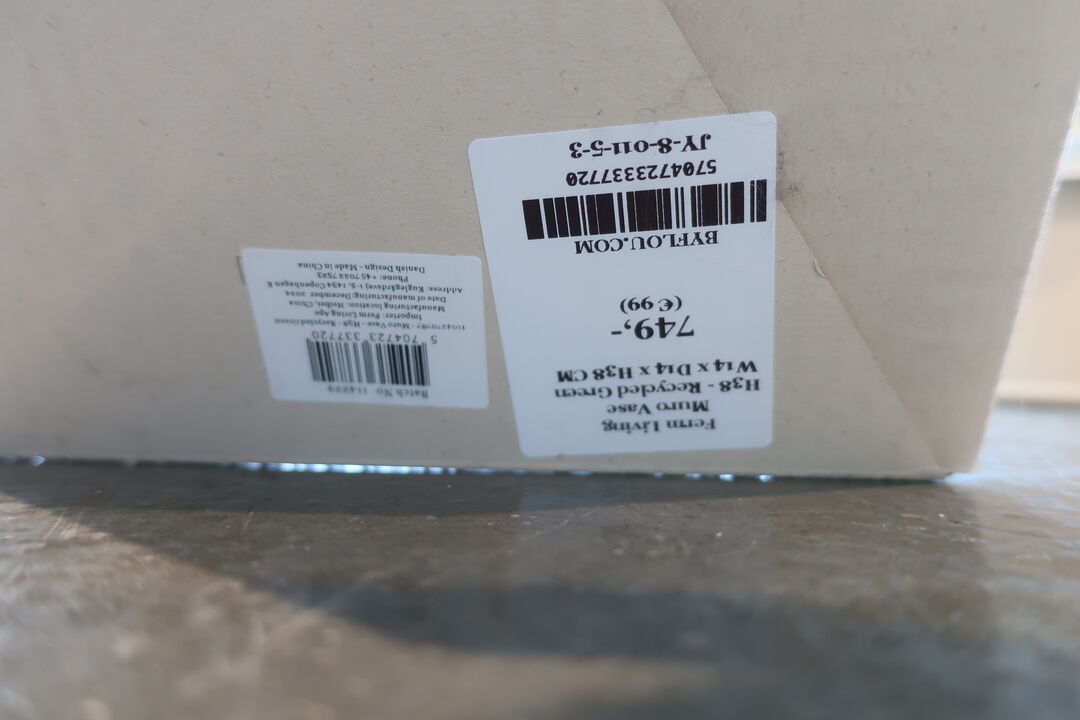 Ferm Living
Muro Vase
H38 - Recycled Green
W14 x D14 x H38 CM
749,-
(€ 99)
BYFLOU.COM
5704723337720
JY-8-011-5-3
Batch No.
5 704723 337720
1104270787 - Muro Vase - H38 - Recycled Green
Importer: Ferm Living Aps
Manufacturing location: Heibei, China
Date of manufacturing:December 2024
Address: Kuglegårdsvej 1-5, 1434 Copenhagen K
Phone: +45 7022 7523
Danish Design - Made in China